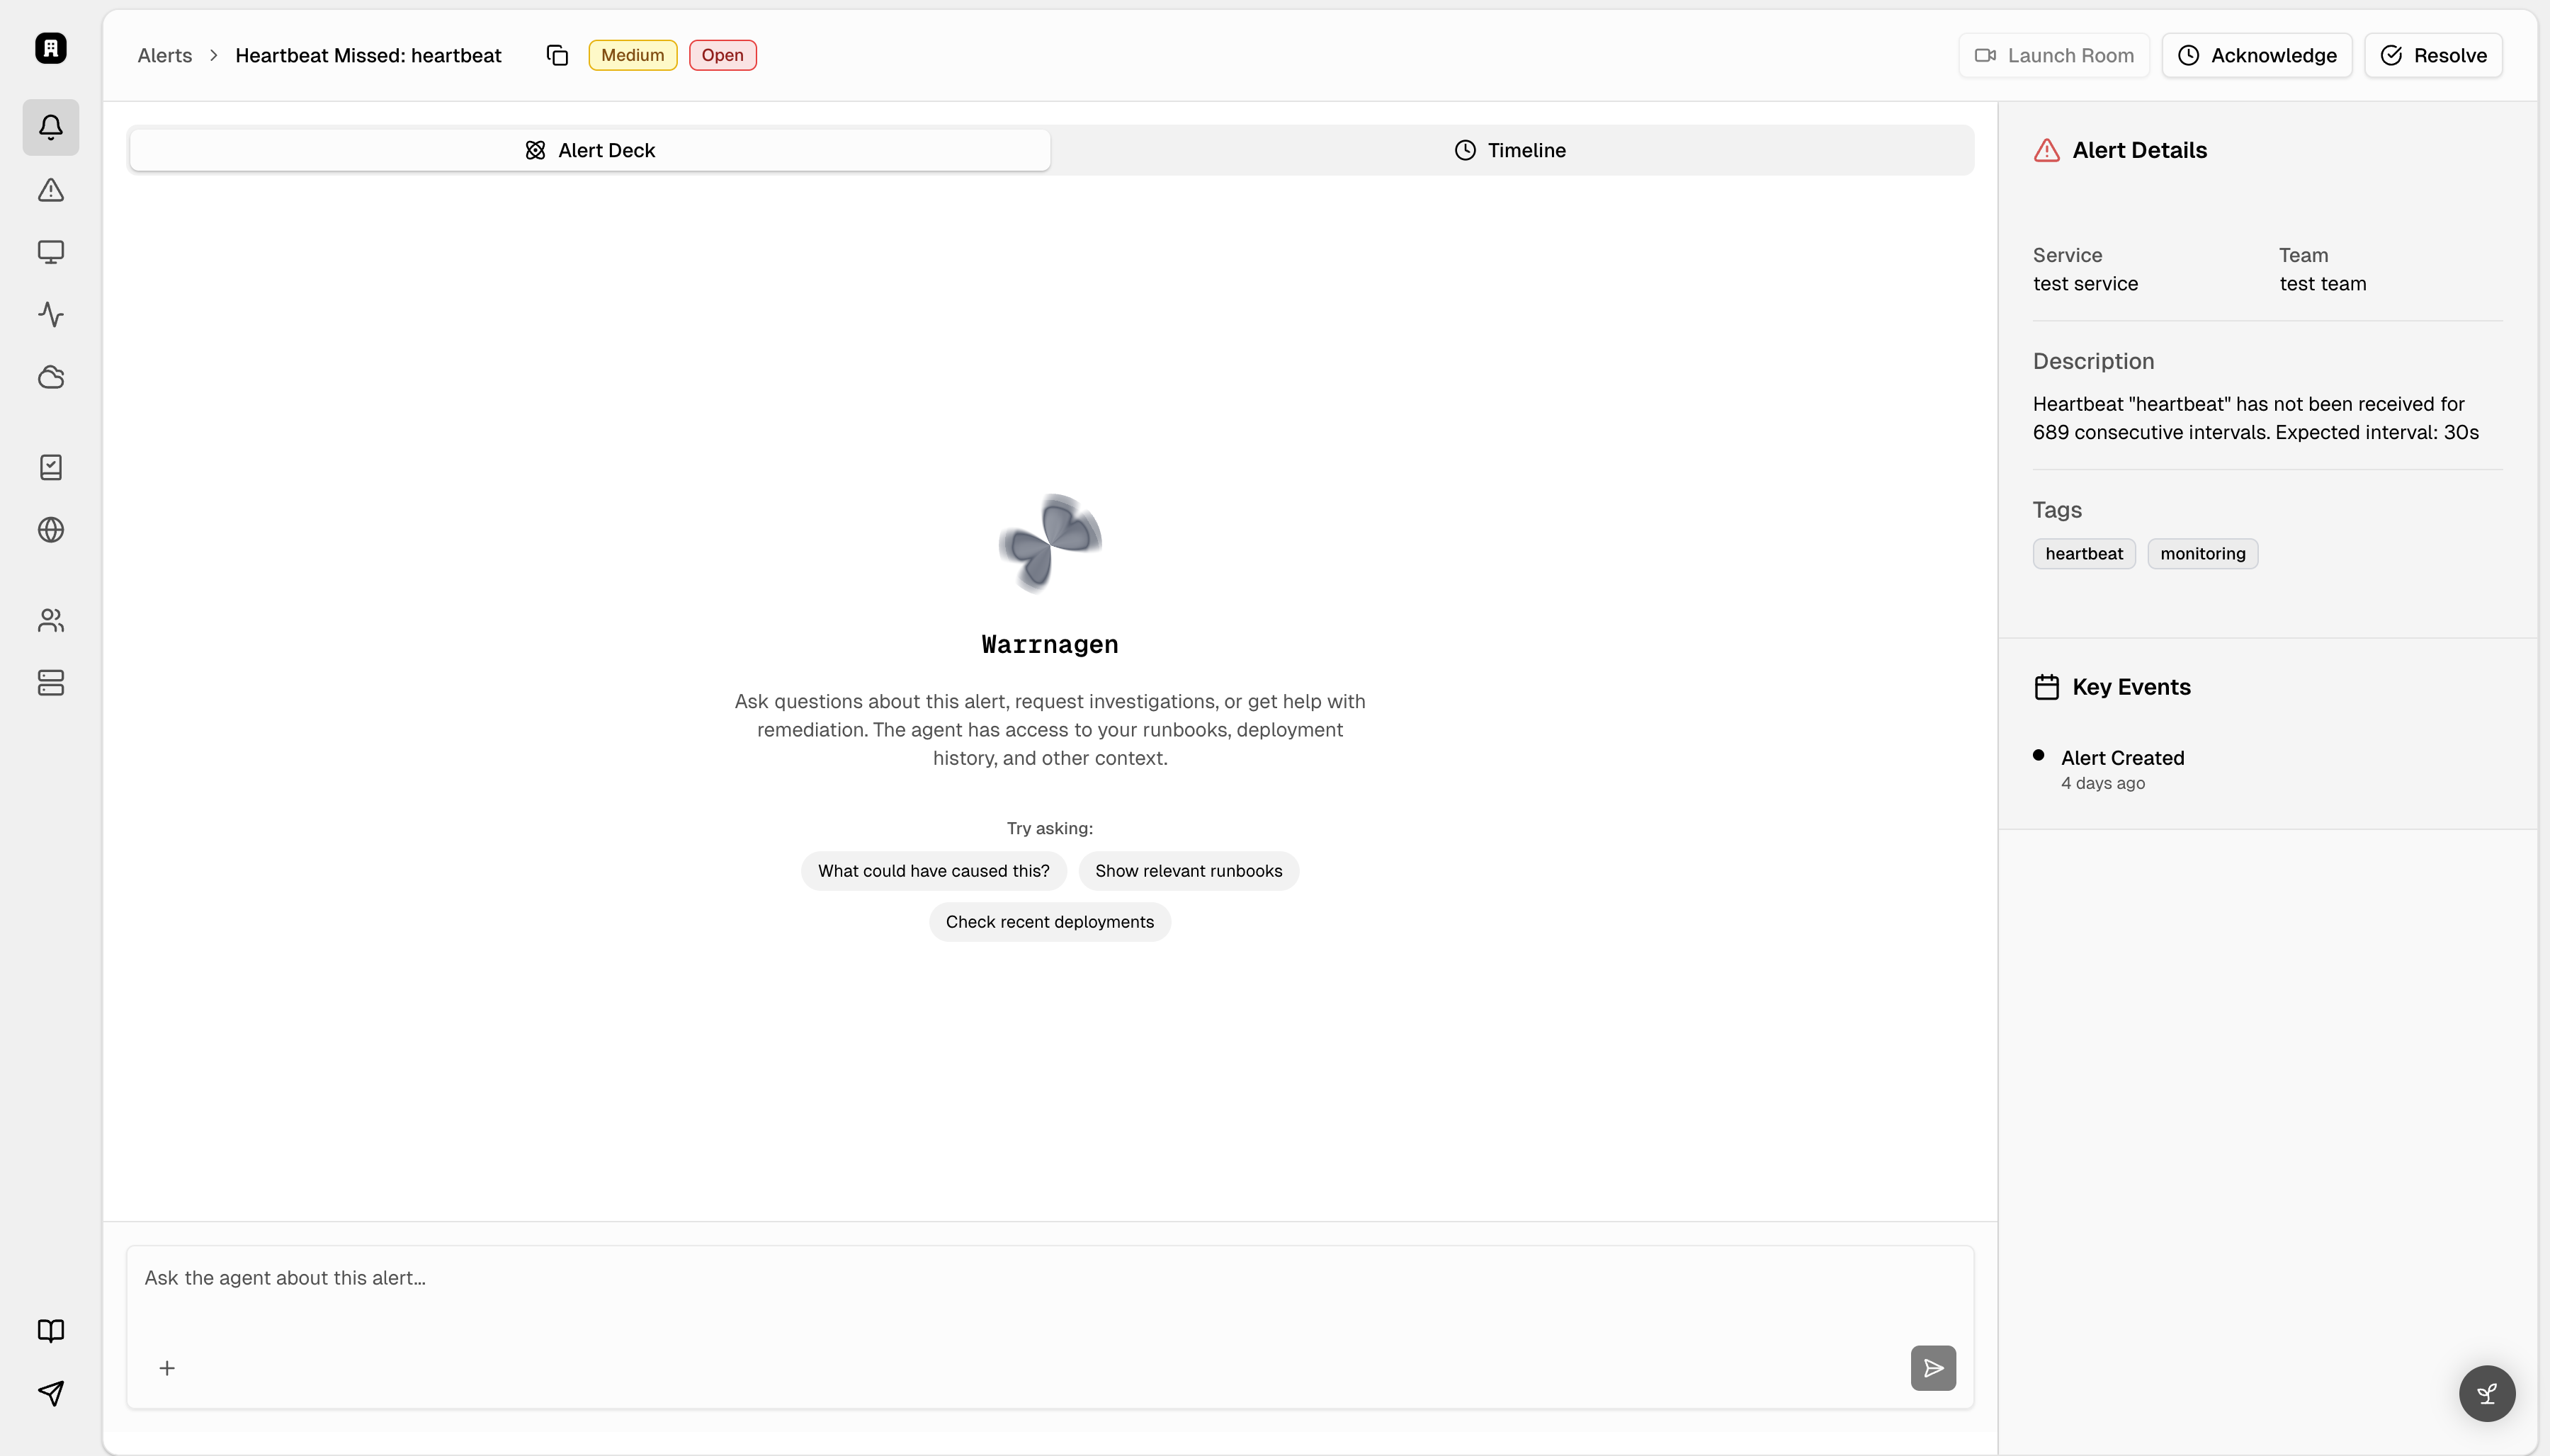 Alerts
Heartbeat Missed: heartbeat
Medium
Open
Launch Room
Acknowledge
Resolve
Alert Deck
Timeline
Warrnagen
Ask questions about this alert, request investigations, or get help with
remediation. The agent has access to your runbooks, deployment
history, and other context.
Try asking:
What could have caused this?
Show relevant runbooks
Check recent deployments
Ask the agent about this alert...
Alert Details
Service
test service
Team
test team
Description
Heartbeat "heartbeat" has not been received for
689 consecutive intervals. Expected interval: 30s
Tags
heartbeat
monitoring
Key Events
Alert Created
4 days ago